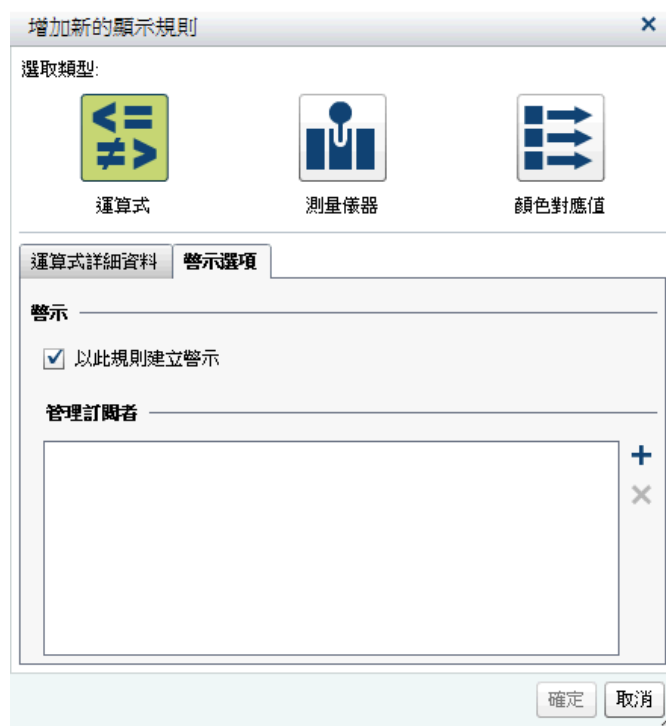 增加新的顯示規則
選取類型:
運算式
測量儀器
顏色對應值
運算式詳細資料
警示選項
警示
以此規則建立警示
管理訂閱者
確定
取消